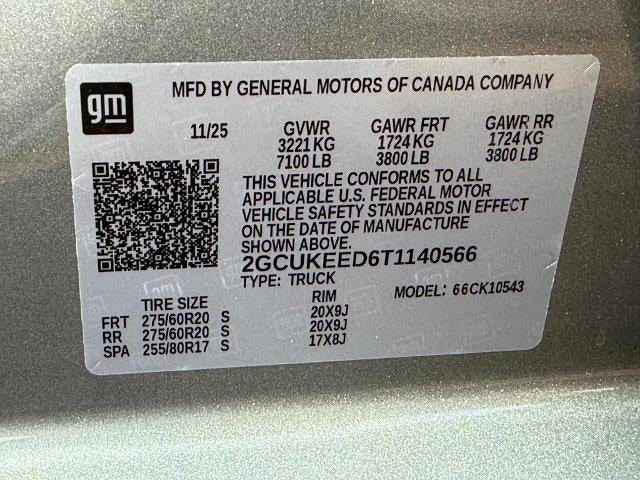 gm
MFD BY GENERAL MOTORS OF CANADA COMPANY
11/25 GVWR GAWR FRT GAWR RR
3221 KG 1724 KG 1724 KG
7100 LB 3800 LB 3800 LB
THIS VEHICLE CONFORMS TO ALL
APPLICABLE U.S. FEDERAL MOTOR
VEHICLE SAFETY STANDARDS IN EFFECT
ON THE DATE OF MANUFACTURE
SHOWN ABOVE.
2GCUKEED6T1140566
TYPE: TRUCK MODEL: 66CK10543
TIRE SIZE RIM
FRT 275/60R20 S 20X9J
RR 275/60R20 S 20X9J
SPA 255/80R17 S 17X8J